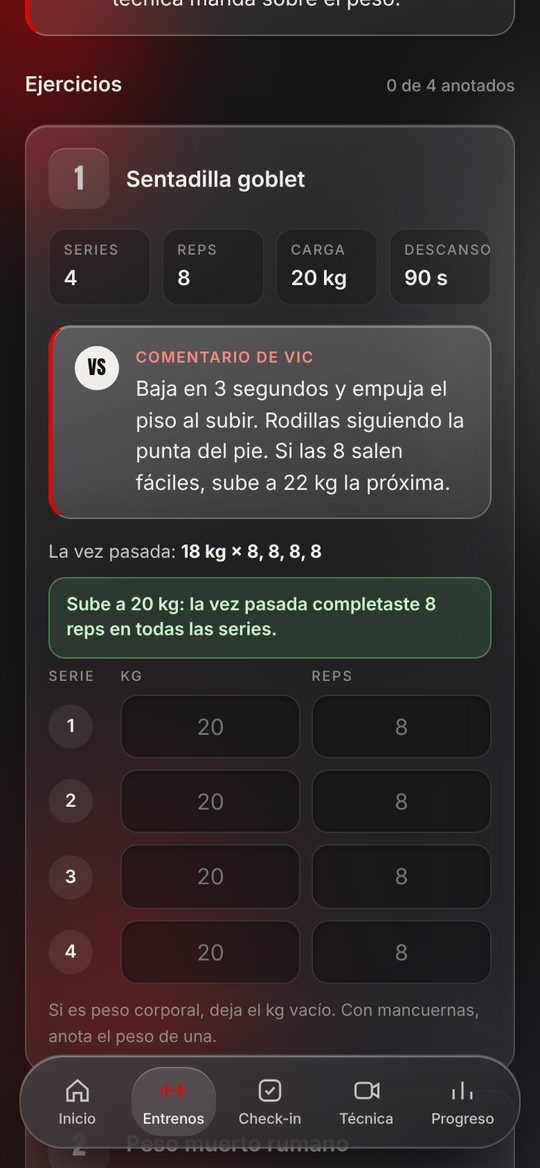 técnica manda sobre el peso.
Ejercicios
0 de 4 anotados
1
Sentadilla goblet
SERIES
4
REPS
8
CARGA
20 kg
DESCANSO
90 s
VS
COMENTARIO DE VIC
Baja en 3 segundos y empuja el
piso al subir. Rodillas siguiendo la
punta del pie. Si las 8 salen
fáciles, sube a 22 kg la próxima.
La vez pasada: 18 kg × 8, 8, 8, 8
Sube a 20 kg: la vez pasada completaste 8
reps en todas las series.
SERIE KG REPS
1 20 8
2 20 8
3 20 8
4 20 8
Si es peso corporal, deja el kg vacío. Con mancuernas,
anota el peso de una.
Inicio Entrenos Check-in Técnica Progreso
2 Peso muerto rumano